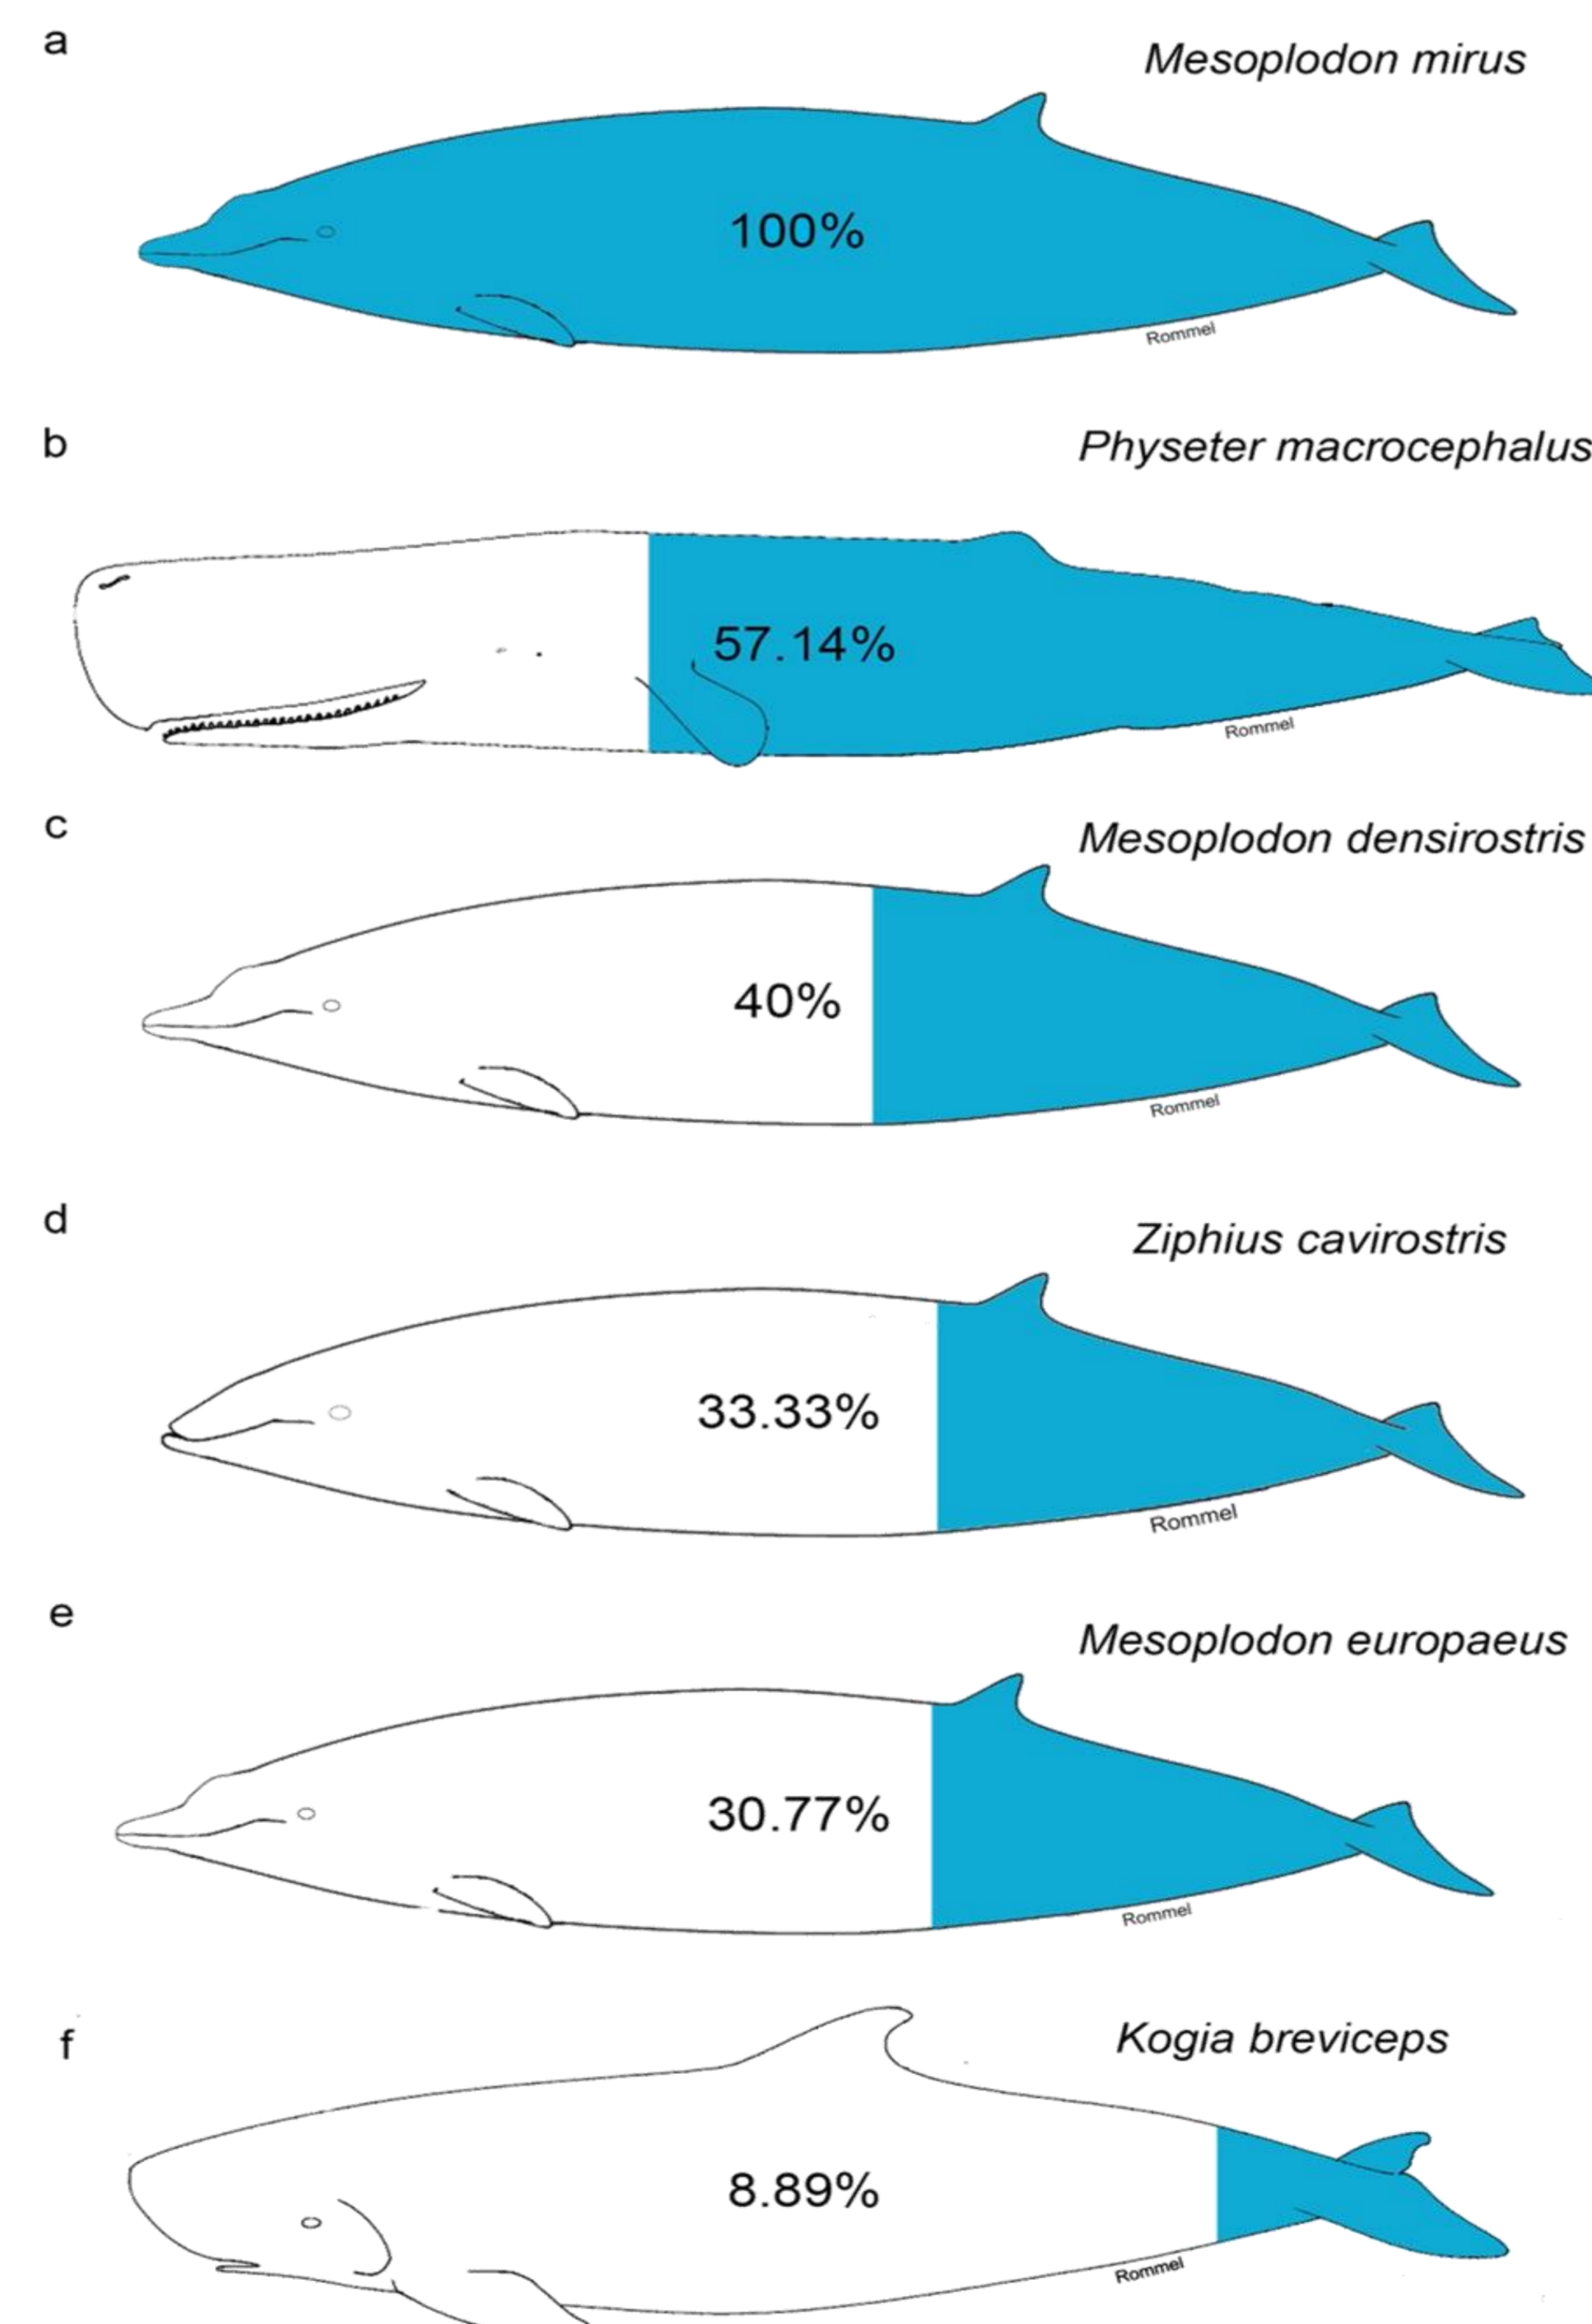 a
Mesoplodon mirus
100%
Rommel
b
Physeter macrocephalus
57.14%
Rommel
c
Mesoplodon densirostris
40%
Rommel
d
Ziphius cavirostris
33.33%
Rommel
e
Mesoplodon europaeus
30.77%
Rommel
f
Kogia breviceps
8.89%
Rommel